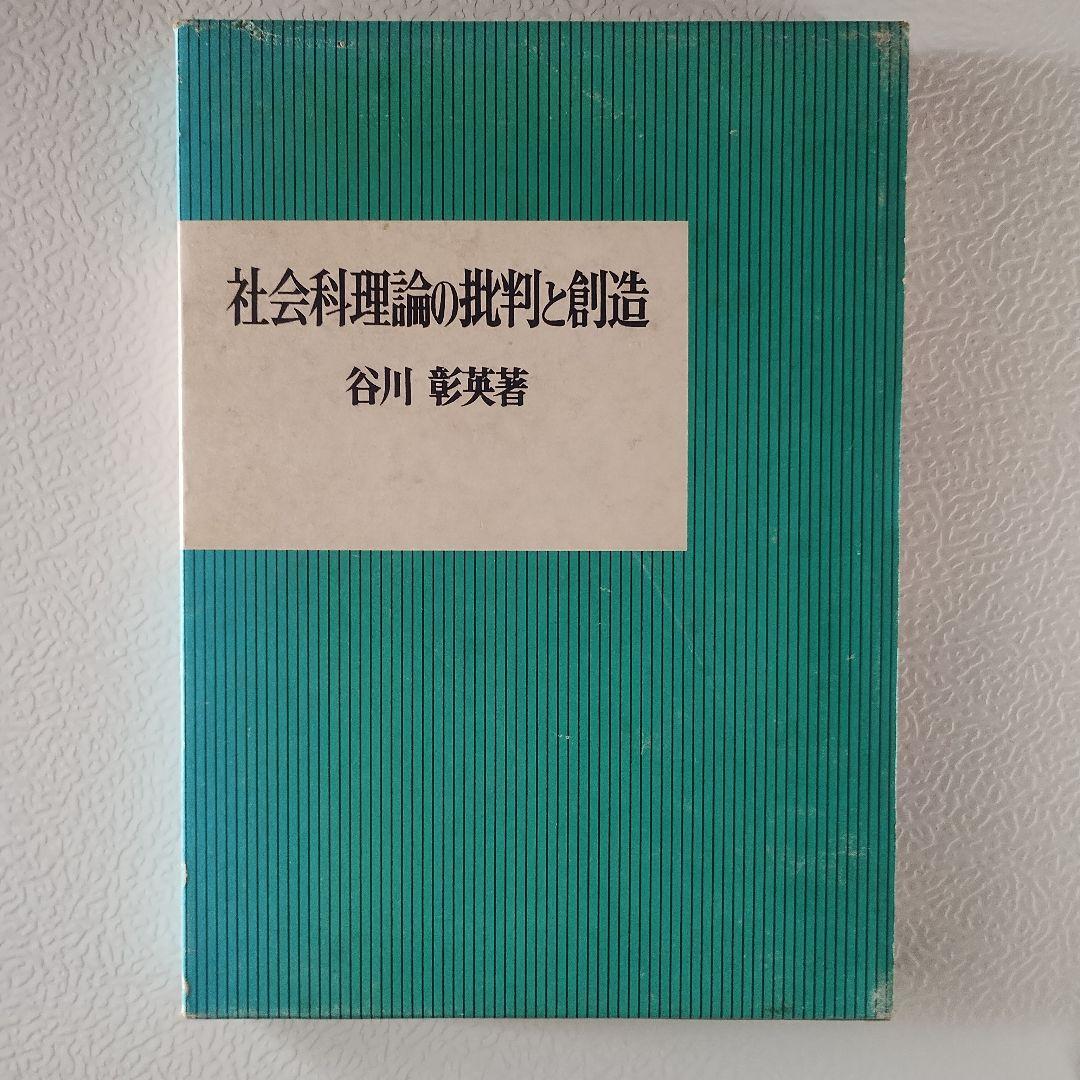 社会科理論の批判と創造
谷川 彰英著